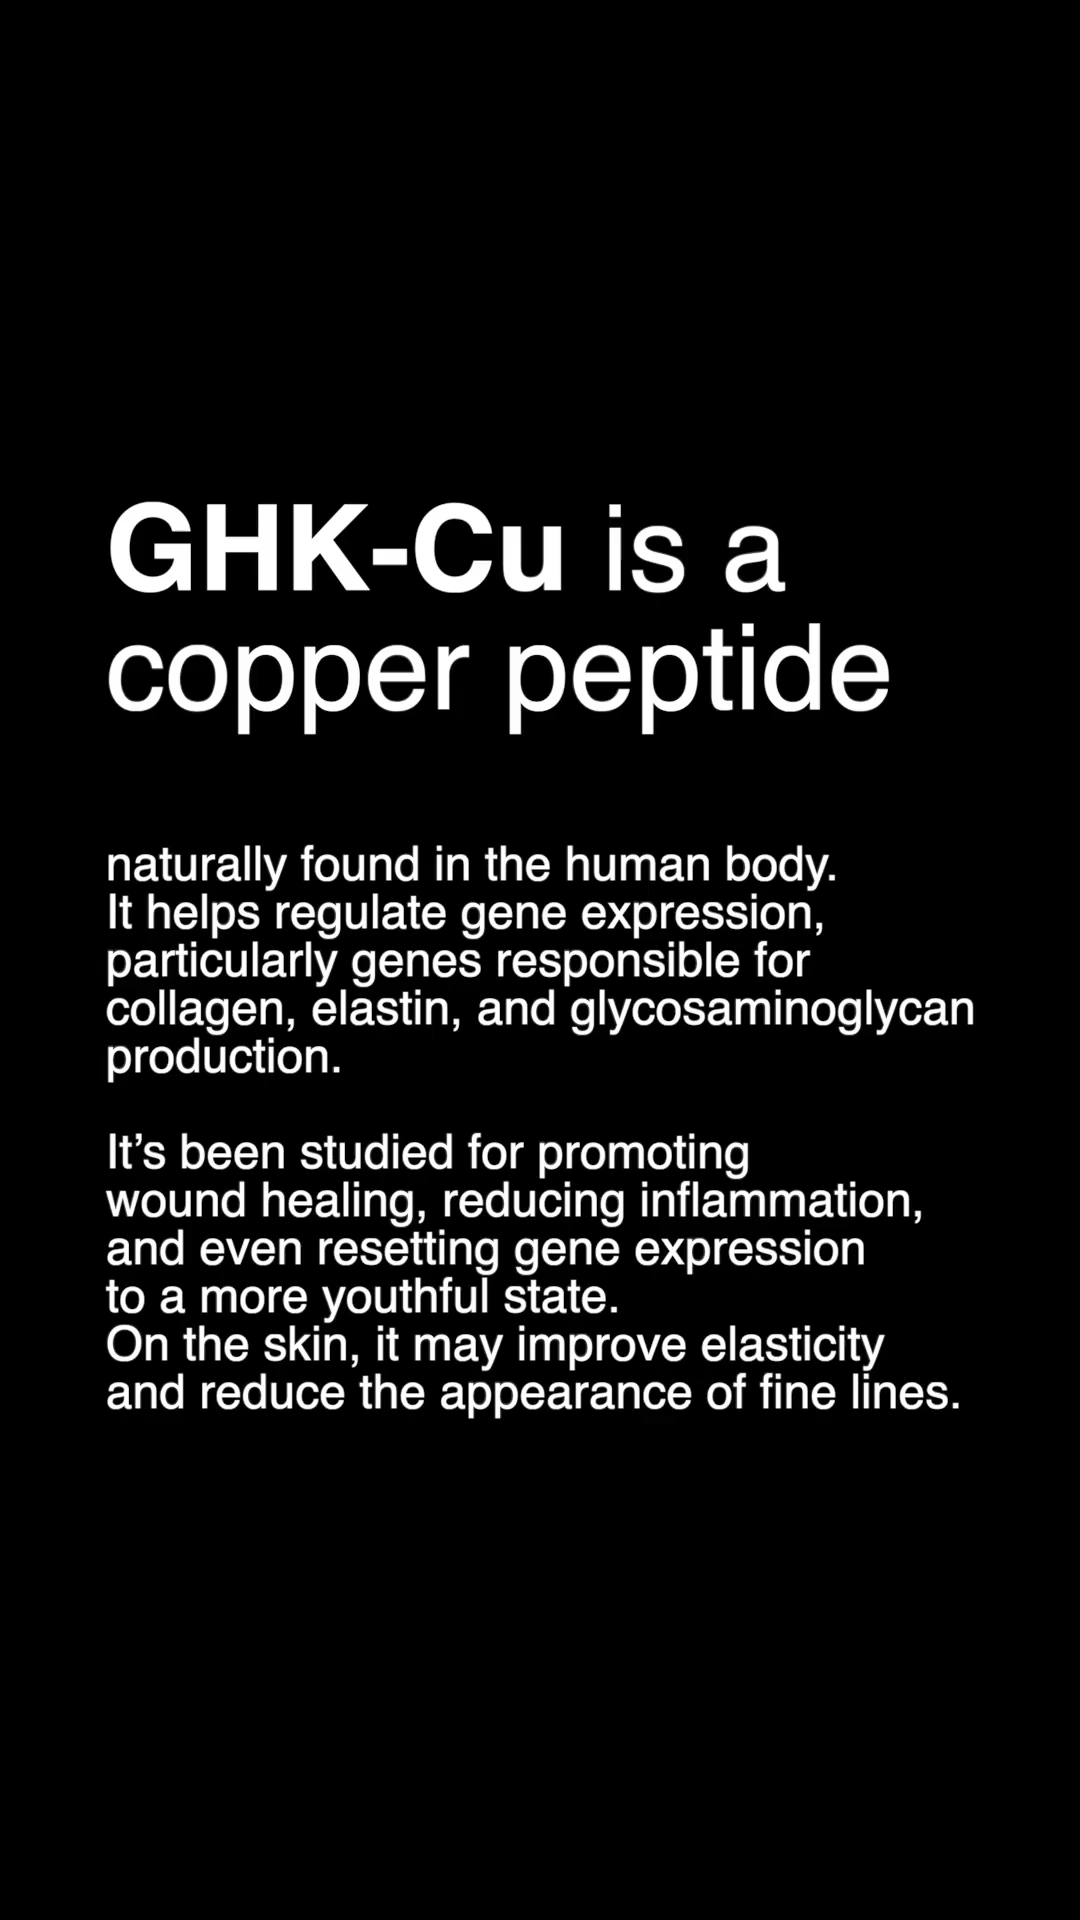 GHK-Cu is a
copper peptide
naturally found in the human body.
It helps regulate gene expression,
particularly genes responsible for
collagen, elastin, and glycosaminoglycan
production.
It’s been studied for promoting
wound healing, reducing inflammation,
and even resetting gene expression
to a more youthful state.
On the skin, it may improve elasticity
and reduce the appearance of fine lines.